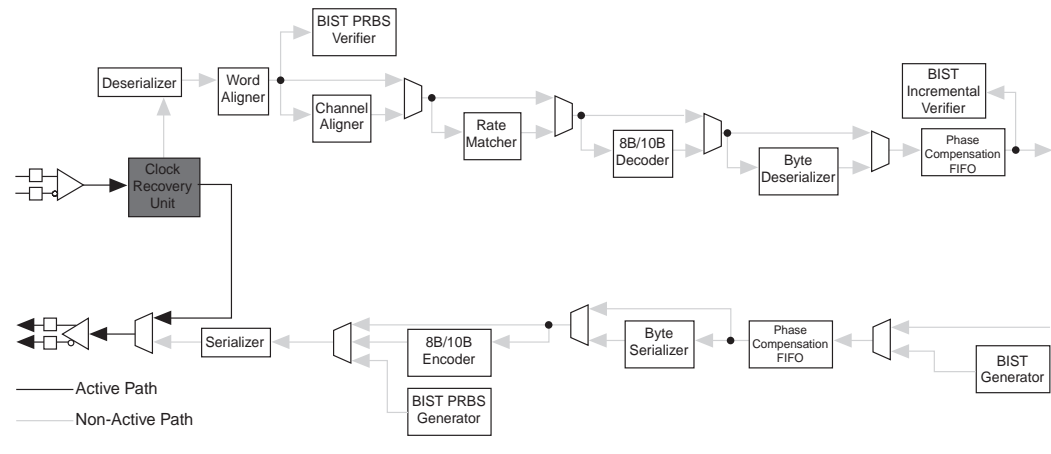 BIST PRBS
Verifier
Deserializer
Word
Aligner
Channel
Aligner
Rate
Matcher
8B/10B
Decoder
Byte
Deserializer
BIST
Incremental
Verifier
Phase
Compensation
FIFO
Clock
Recovery
Unit
Serializer
8B/10B
Encoder
BIST PRBS
Generator
Byte
Serializer
Phase
Compensation
FIFO
BIST
Generator
Active Path
Non-Active Path